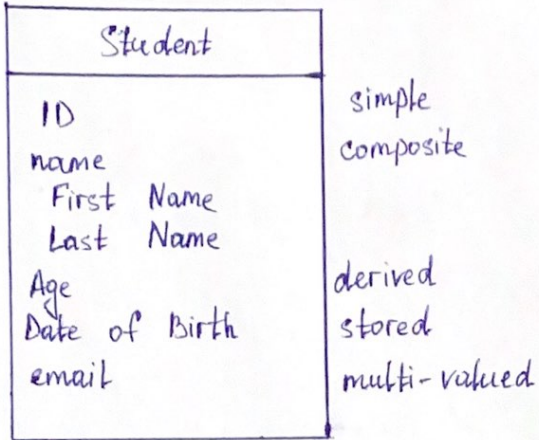 Student
ID simple
name composite
First Name
Last Name
Age derived
Date of Birth stored
email multi-valued